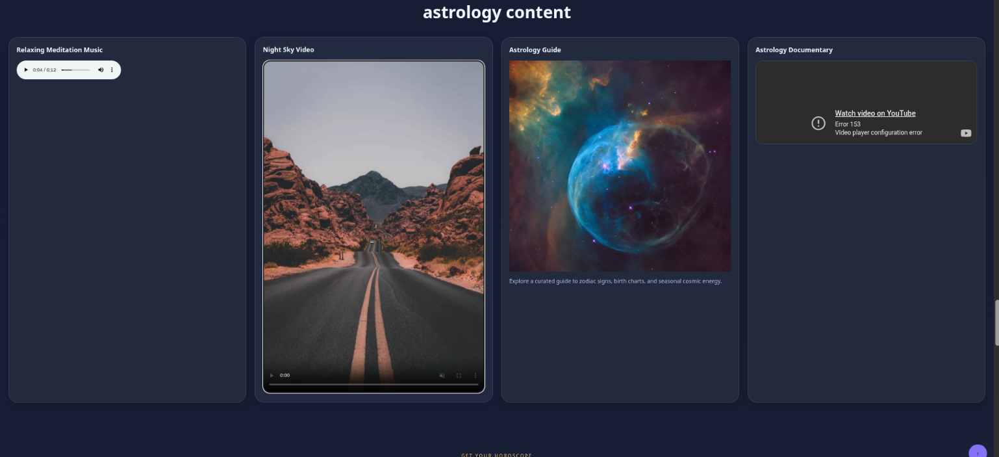 astrology content
Relaxing Meditation Music
0:04 / 6:12
Night Sky Video
0:00
Astrology Guide
Explore a curated guide to zodiac signs, birth charts, and seasonal cosmic energy.
Astrology Documentary
Watch video on YouTube
Error 153
Video player configuration error
GET YOUR HOROSCOPE